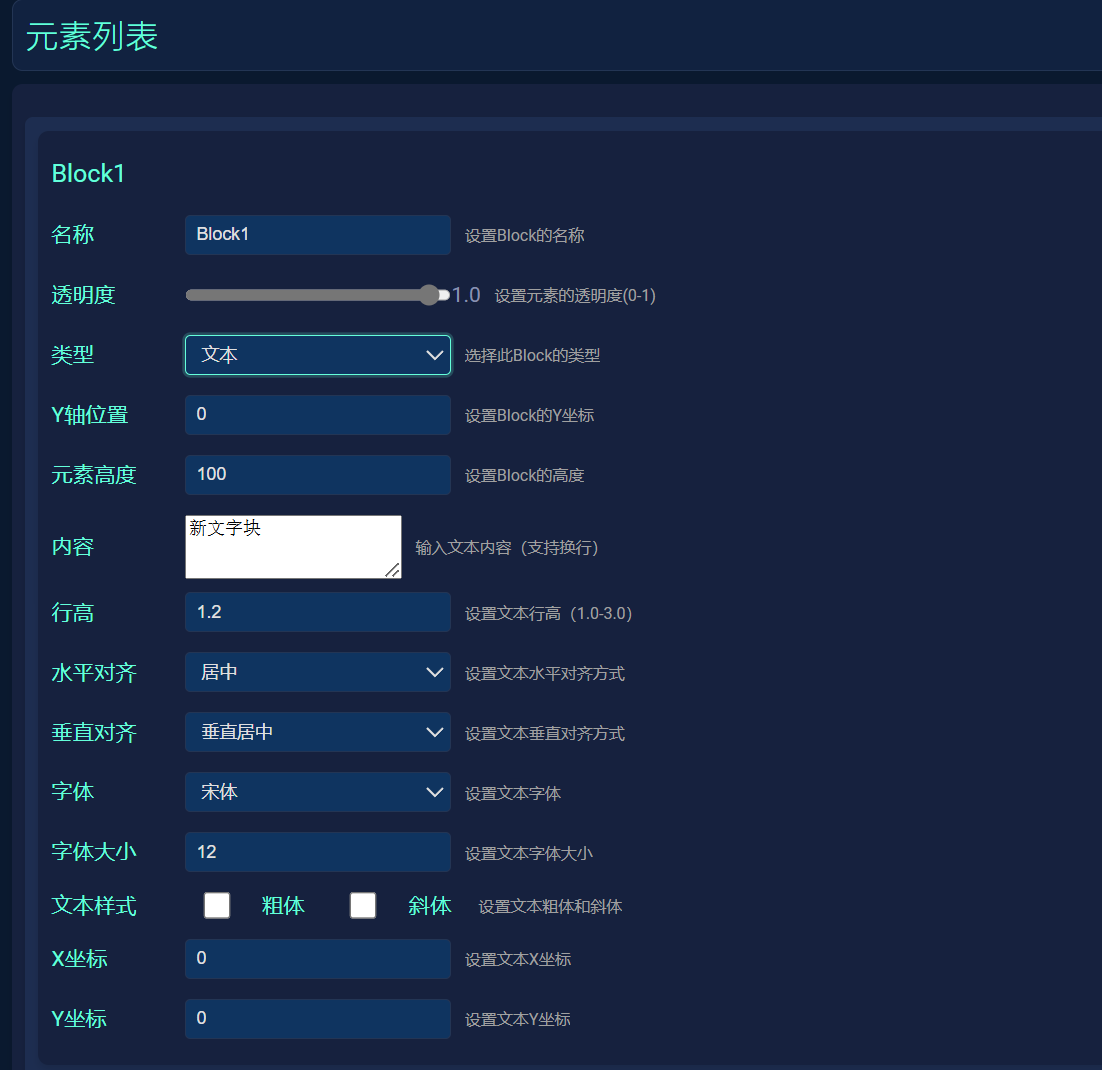 元素列表
Block1
名称 Block1 设置Block的名称
透明度 1.0 设置元素的透明度(0-1)
类型 文本 选择此Block的类型
Y轴位置 0 设置Block的Y坐标
元素高度 100 设置Block的高度
内容 新文字块 输入文本内容（支持换行）
行高 1.2 设置文本行高（1.0-3.0）
水平对齐 居中 设置文本水平对齐方式
垂直对齐 垂直居中 设置文本垂直对齐方式
字体 宋体 设置文本字体
字体大小 12 设置文本字体大小
文本样式 粗体 斜体 设置文本粗体和斜体
X坐标 0 设置文本X坐标
Y坐标 0 设置文本Y坐标